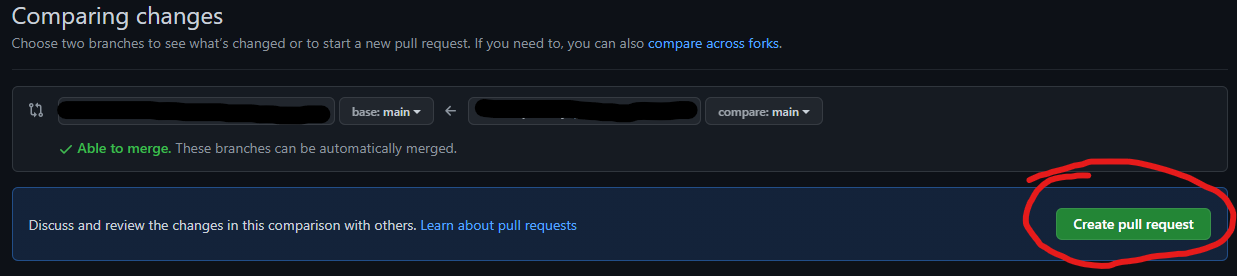 Comparing changes
Choose two branches to see what's changed or to start a new pull request. If you need to, you can also compare across forks.
base: main ← compare: main
Able to merge. These branches can be automatically merged.
Discuss and review the changes in this comparison with others. Learn about pull requests
Create pull request